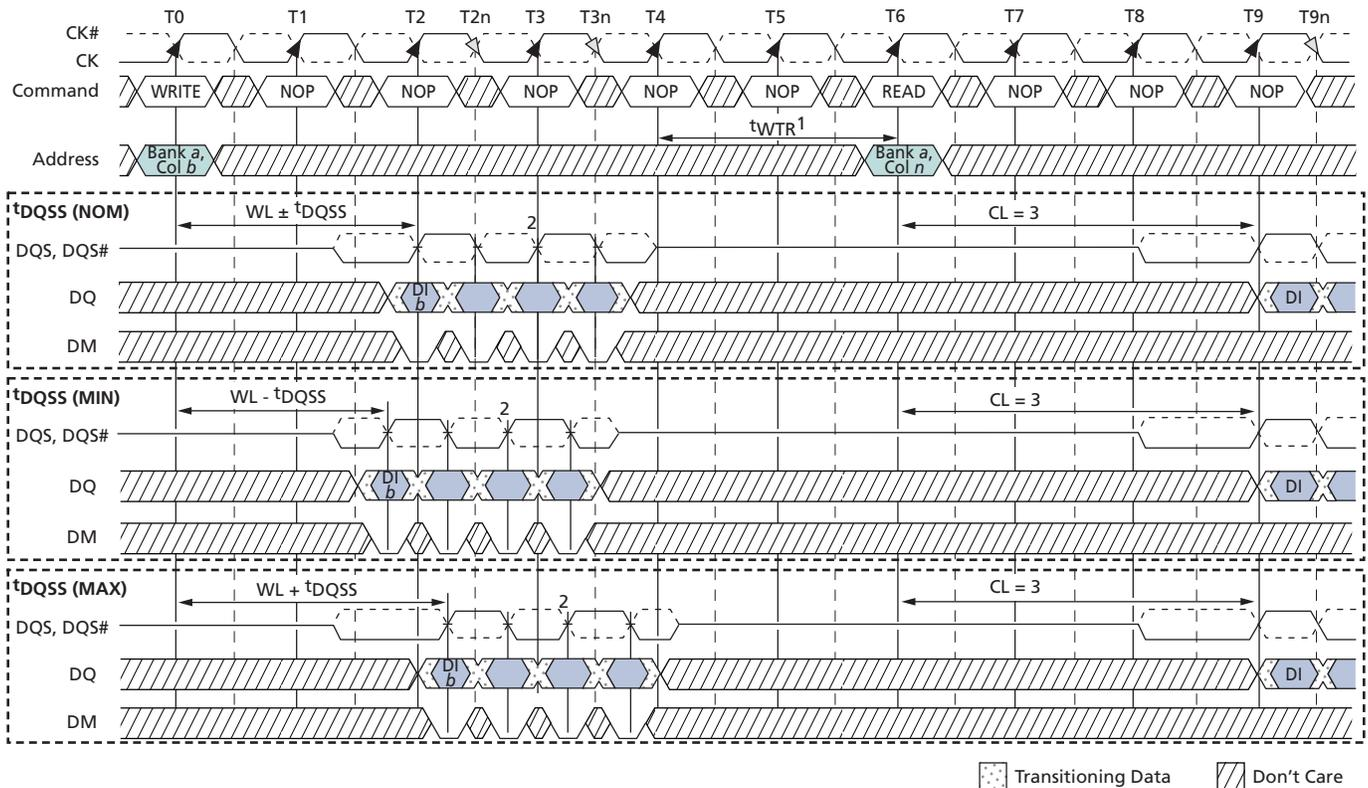 T0 T1 T2 T2n T3 T3n T4 T5 T6 T7 T8 T9 T9n
CK#
CK
Command WRITE NOP NOP NOP NOP NOP READ NOP NOP NOP
tWTR1
Address Bank a, Col b Bank a, Col n
tDQSS (NOM) WL ± tDQSS CL = 3
2
DQS, DQS#
DQ DI b DI
DM
tDQSS (MIN) WL - tDQSS CL = 3
2
DQS, DQS#
DQ DI b DI
DM
tDQSS (MAX) WL + tDQSS CL = 3
2
DQS, DQS#
DQ DI b DI
DM
Transitioning Data Don't Care